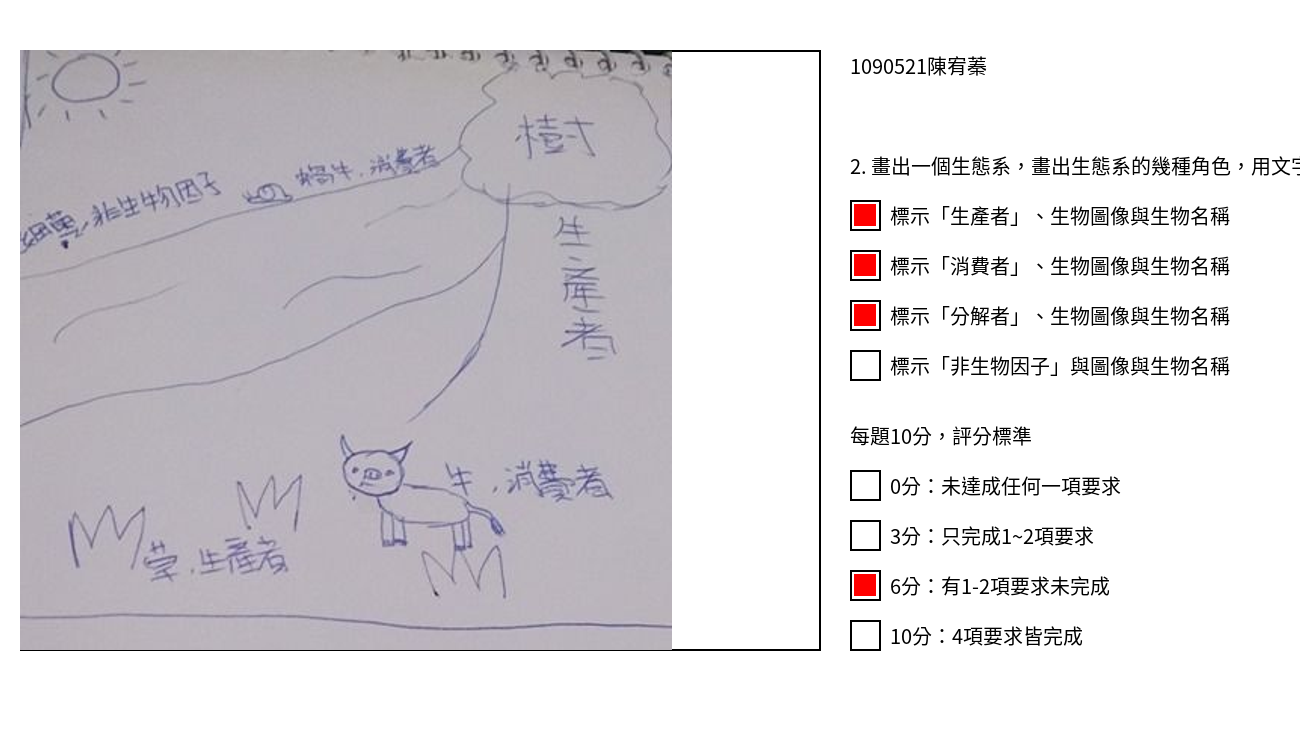 樹
蝸牛.消費者
細菌,非生物因子
生產者
牛,消費者
草.生產者
1090521陳宥蓁
2. 畫出一個生態系，畫出生態系的幾種角色，用文字
標示「生產者」、生物圖像與生物名稱
標示「消費者」、生物圖像與生物名稱
標示「分解者」、生物圖像與生物名稱
標示「非生物因子」與圖像與生物名稱
每題10分，評分標準
0分：未達成任何一項要求
3分：只完成1~2項要求
6分：有1-2項要求未完成
10分：4項要求皆完成